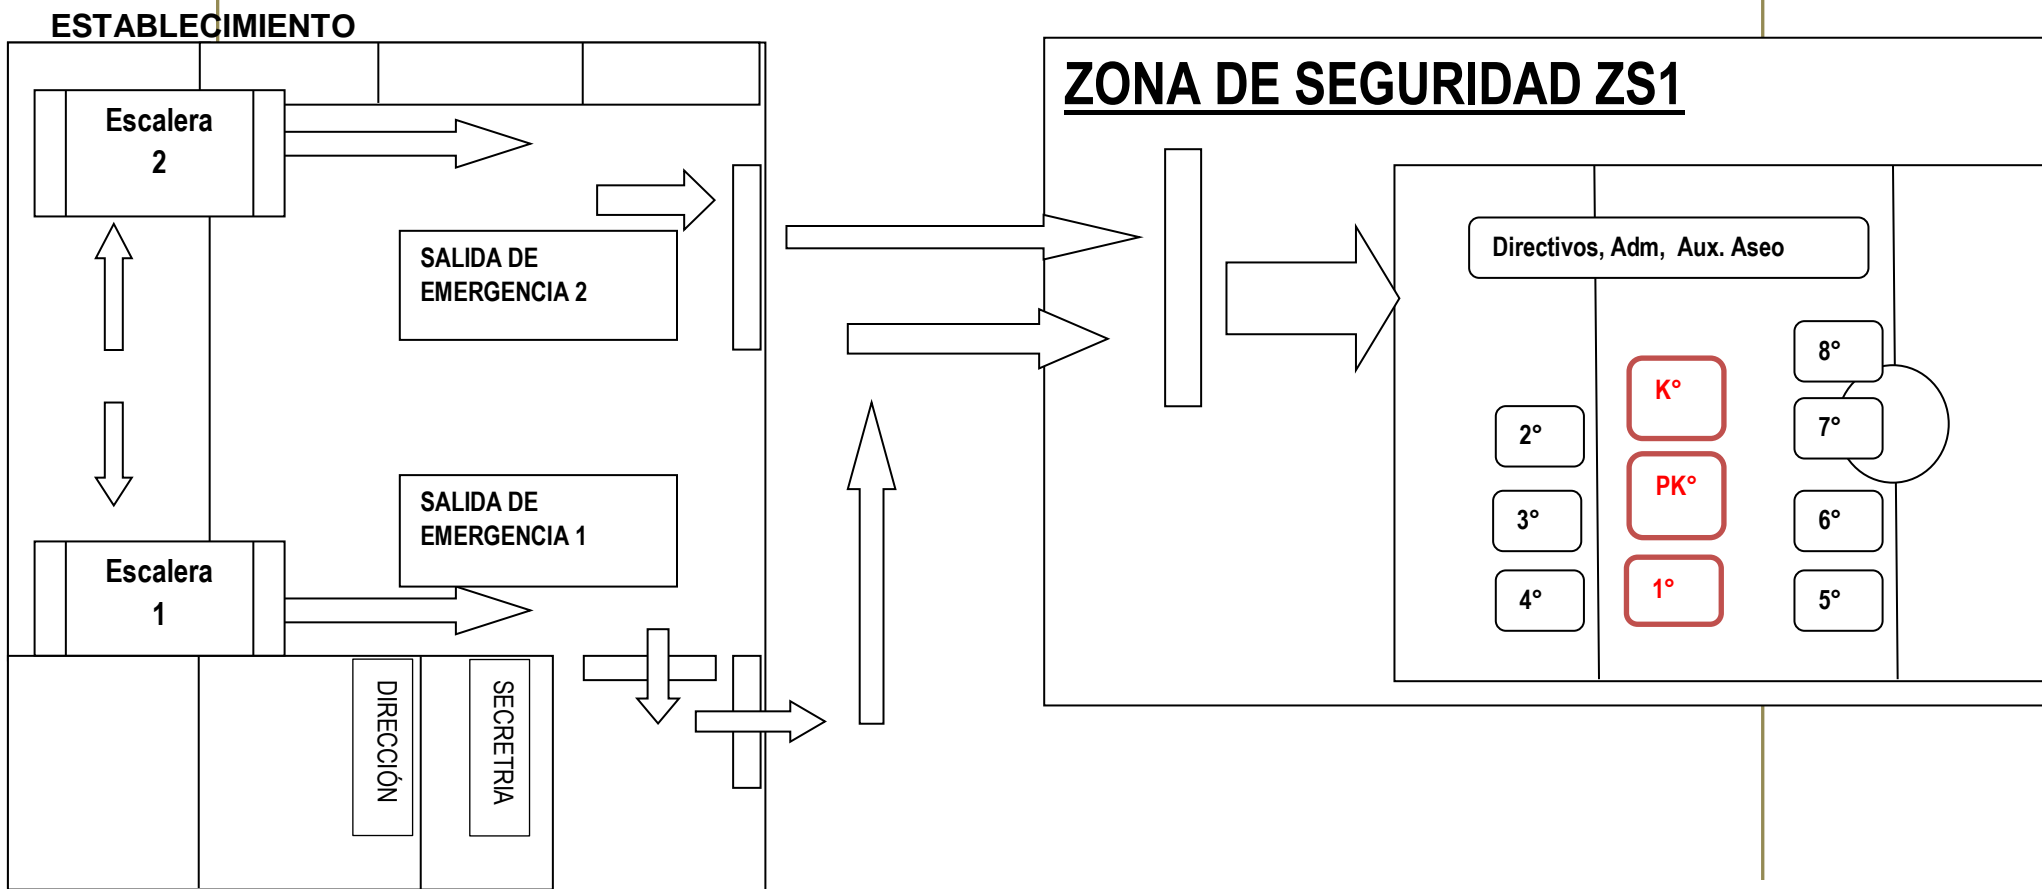 ESTABLECIMIENTO
Escalera
2
SALIDA DE
EMERGENCIA 2
SALIDA DE
EMERGENCIA 1
Escalera
1
DIRECCIÓN
SECRETRIA
ZONA DE SEGURIDAD ZS1
Directivos, Adm, Aux. Aseo
2°
3°
4°
K°
PK°
1°
8°
7°
6°
5°